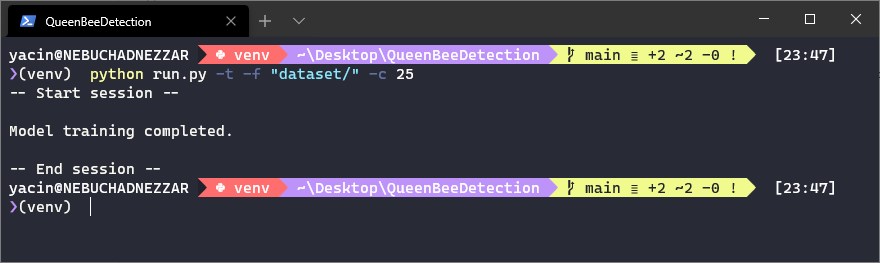 QueenBeeDetection
yacin@NEBUCHADNEZZAR venv ~\Desktop\QueenBeeDetection main ≡ +2 ~2 -0 ! [23:47]
❯(venv) python run.py -t -f "dataset/" -c 25
-- Start session --
Model training completed.
-- End session --
yacin@NEBUCHADNEZZAR venv ~\Desktop\QueenBeeDetection main ≡ +2 ~2 -0 ! [23:47]
❯(venv)